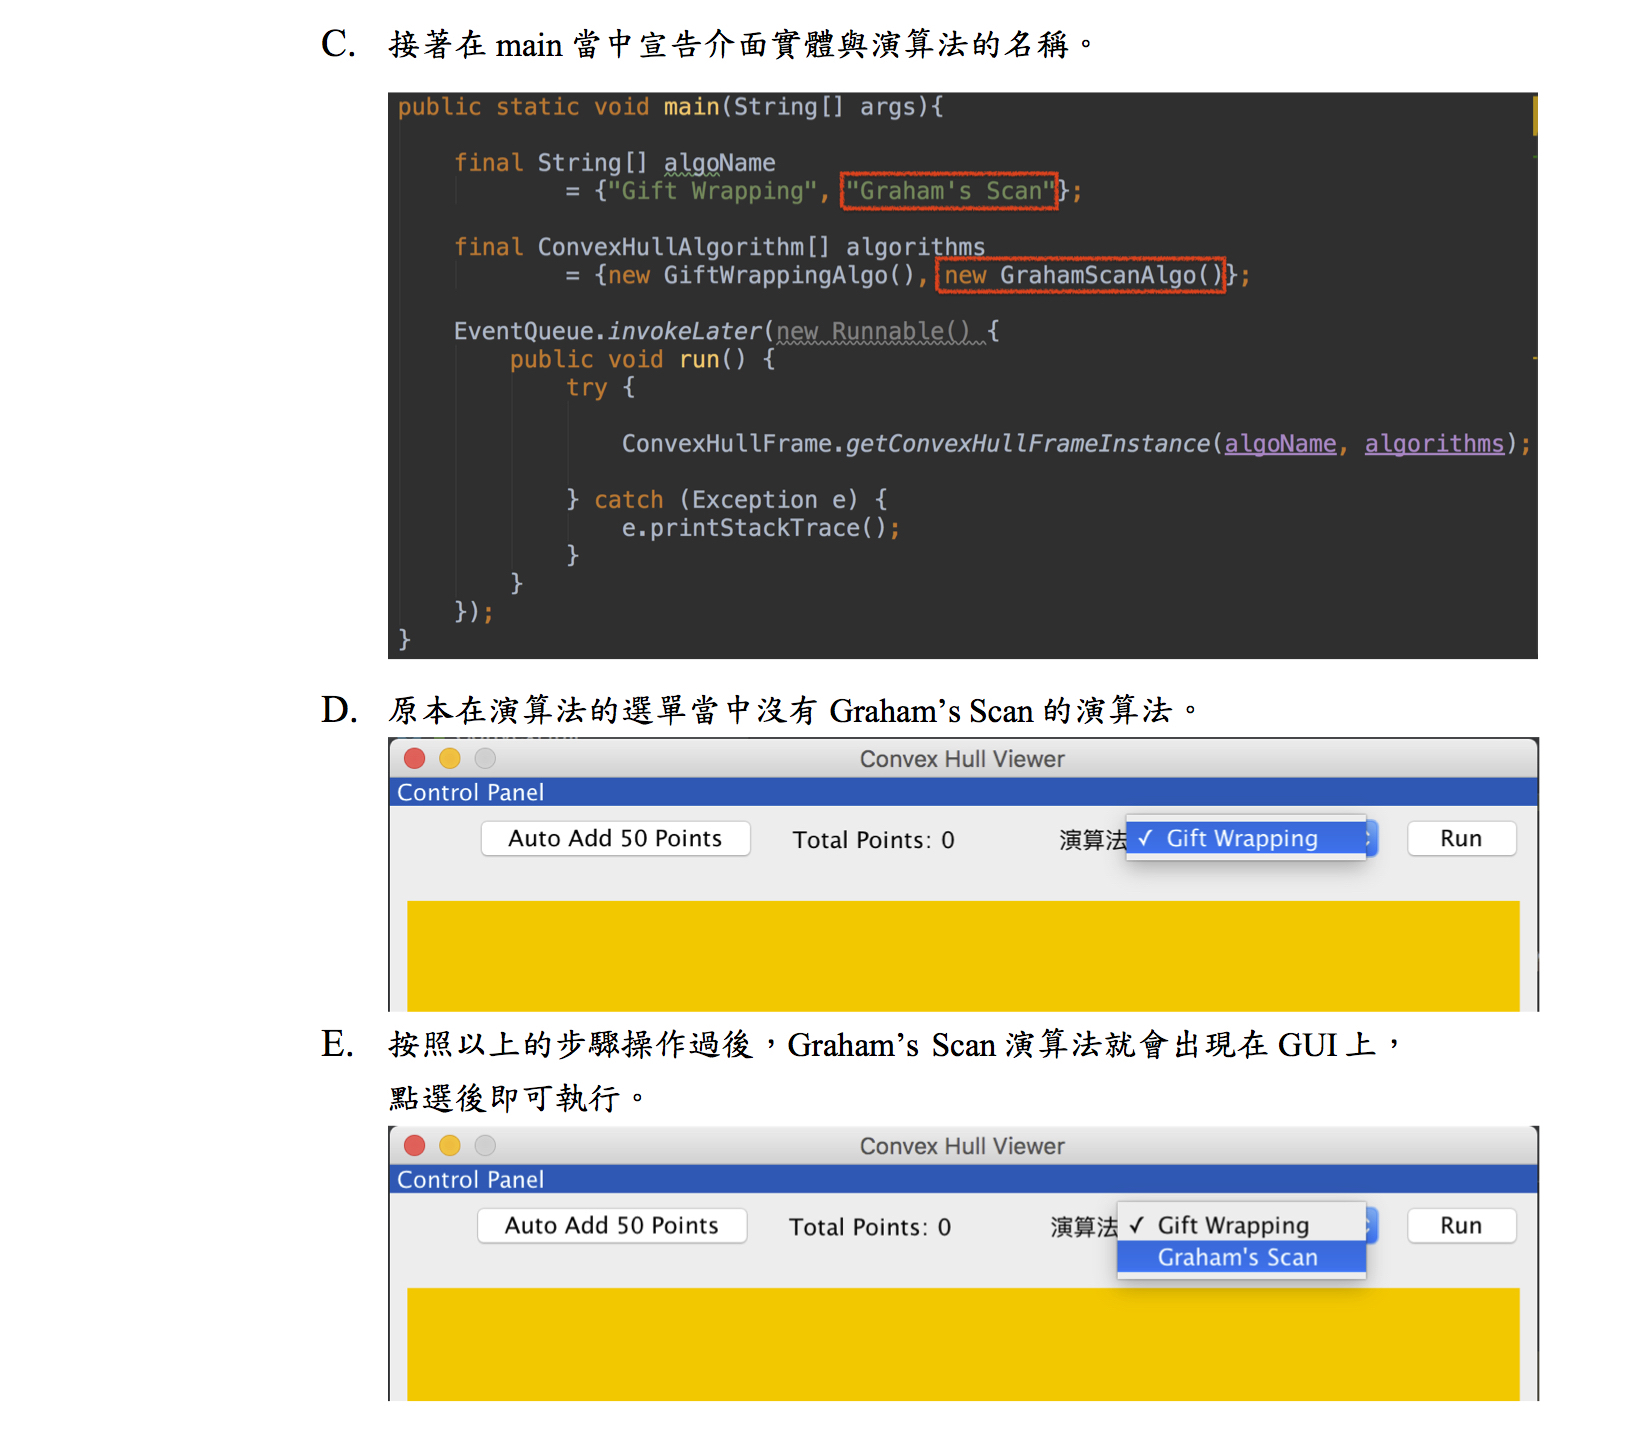 C. 接著在 main 當中宣告介面實體與演算法的名稱。
public static void main(String[] args){
final String[] algoName
= {"Gift Wrapping", "Graham's Scan"};
final ConvexHullAlgorithm[] algorithms
= {new GiftWrappingAlgo(), new GrahamScanAlgo()};
EventQueue.invokeLater(new Runnable() {
public void run() {
try {
ConvexHullFrame.getConvexHullFrameInstance(algoName, algorithms);
} catch (Exception e) {
e.printStackTrace();
}
}
});
}
D. 原本在演算法的選單當中沒有 Graham’s Scan 的演算法。
Convex Hull Viewer
Control Panel
Auto Add 50 Points Total Points: 0 演算法 ✓ Gift Wrapping Run
E. 按照以上的步驟操作過後，Graham’s Scan 演算法就會出現在 GUI 上，
點選後即可執行。
Convex Hull Viewer
Control Panel
Auto Add 50 Points Total Points: 0 演算法 ✓ Gift Wrapping Run
Graham's Scan